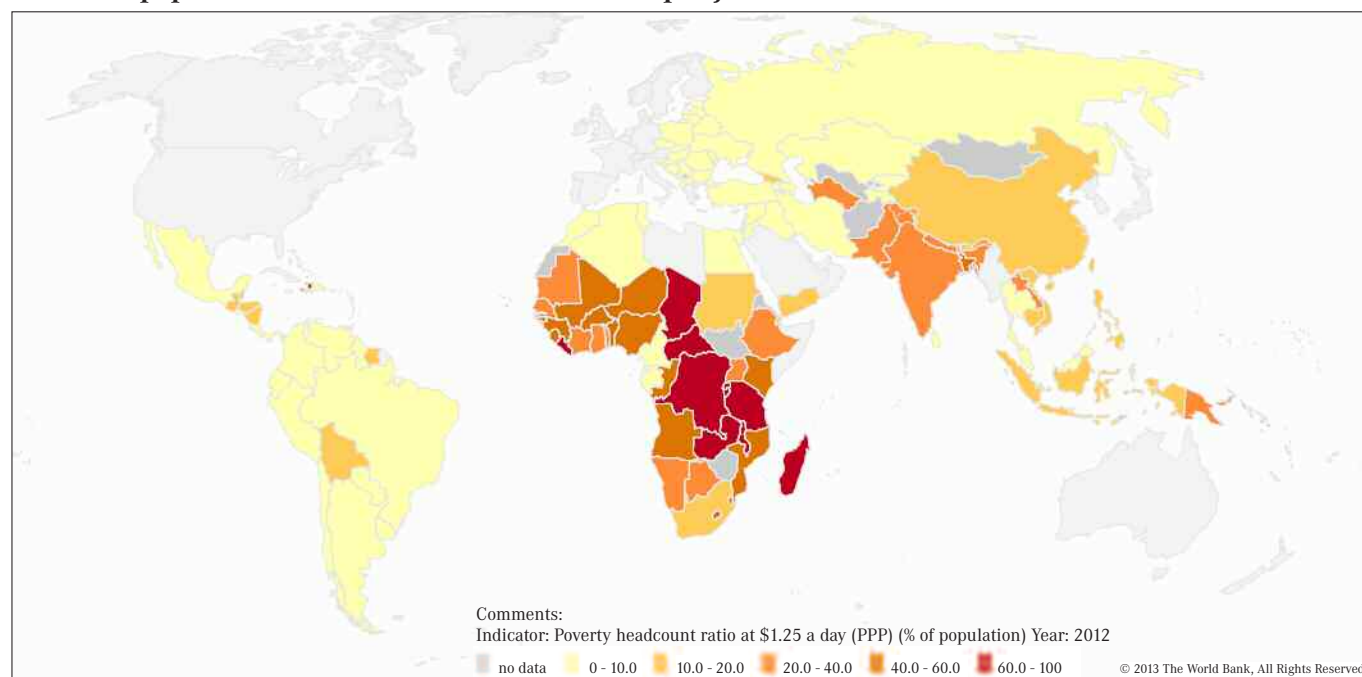 Comments:
Indicator: Poverty headcount ratio at $1.25 a day (PPP) (% of population) Year: 2012
no data 0 - 10.0 10.0 - 20.0 20.0 - 40.0 40.0 - 60.0 60.0 - 100 © 2013 The World Bank, All Rights Reserved